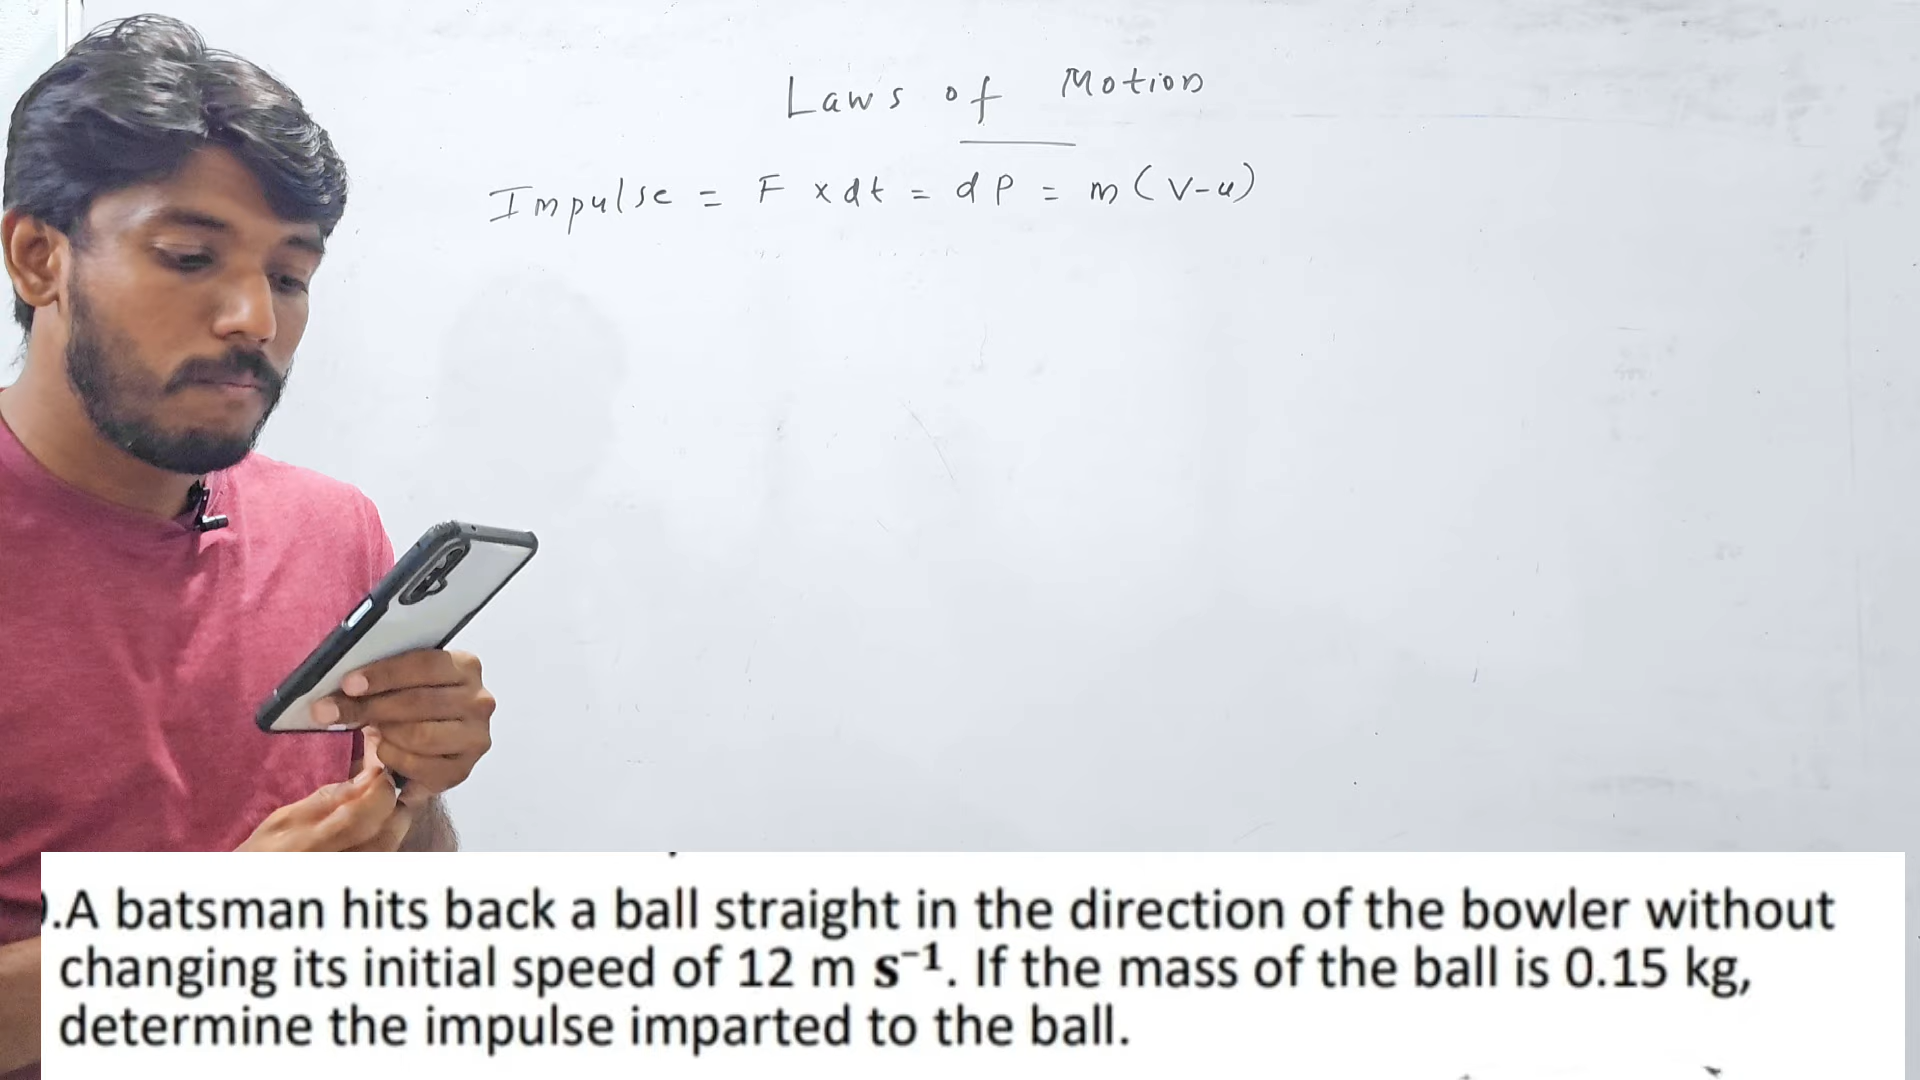 Laws of Motion
Impulse = F x dt = dP = m (v-u)
.A batsman hits back a ball straight in the direction of the bowler without
changing its initial speed of 12 m s⁻¹. If the mass of the ball is 0.15 kg,
determine the impulse imparted to the ball.